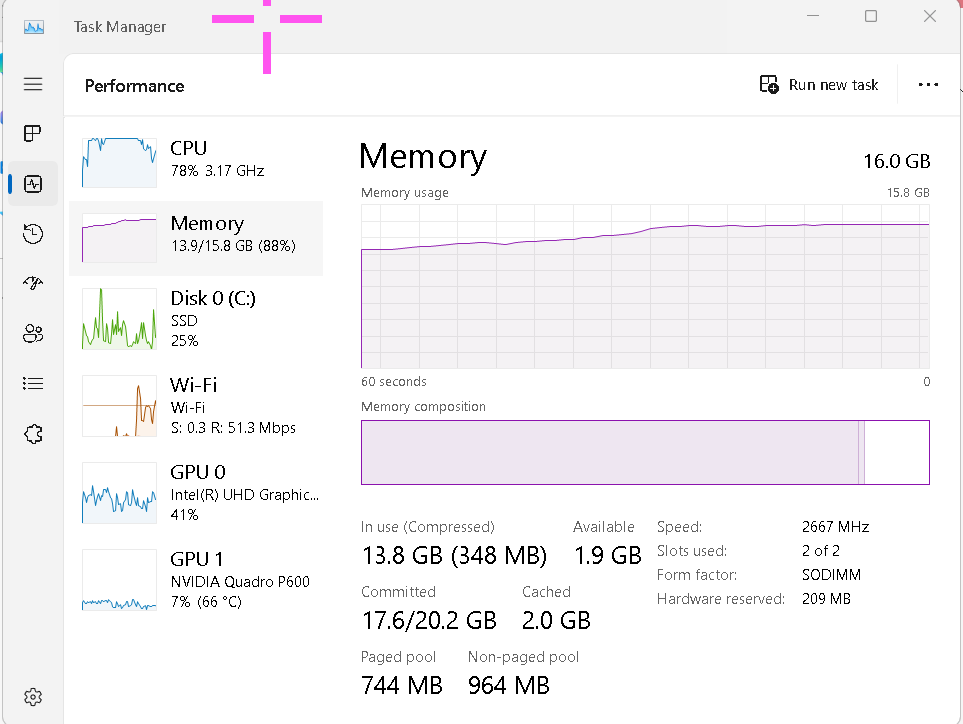 Task Manager
Performance
Run new task
CPU
78% 3.17 GHz
Memory
13.9/15.8 GB (88%)
Disk 0 (C:)
SSD
25%
Wi-Fi
Wi-Fi
S: 0.3 R: 51.3 Mbps
GPU 0
Intel(R) UHD Graphic...
41%
GPU 1
NVIDIA Quadro P600
7% (66 °C)
Memory
16.0 GB
Memory usage
15.8 GB
60 seconds
0
Memory composition
In use (Compressed)
13.8 GB (348 MB)
Available
1.9 GB
Committed
17.6/20.2 GB
Cached
2.0 GB
Paged pool
744 MB
Non-paged pool
964 MB
Speed: 2667 MHz
Slots used: 2 of 2
Form factor: SODIMM
Hardware reserved: 209 MB